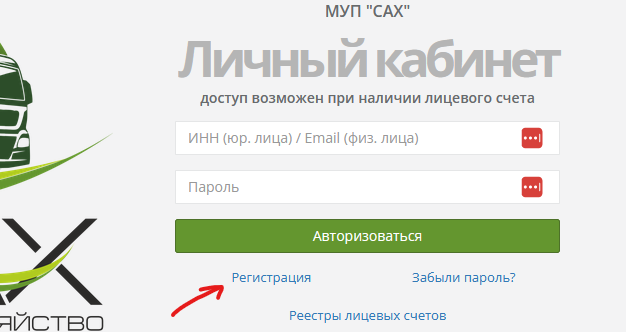 МУП "САХ"
Личный кабинет
доступ возможен при наличии лицевого счета
ИНН (юр. лица) / Email (физ. лица)
Пароль
Авторизоваться
Регистрация
Забыли пароль?
Реестры лицевых счетов